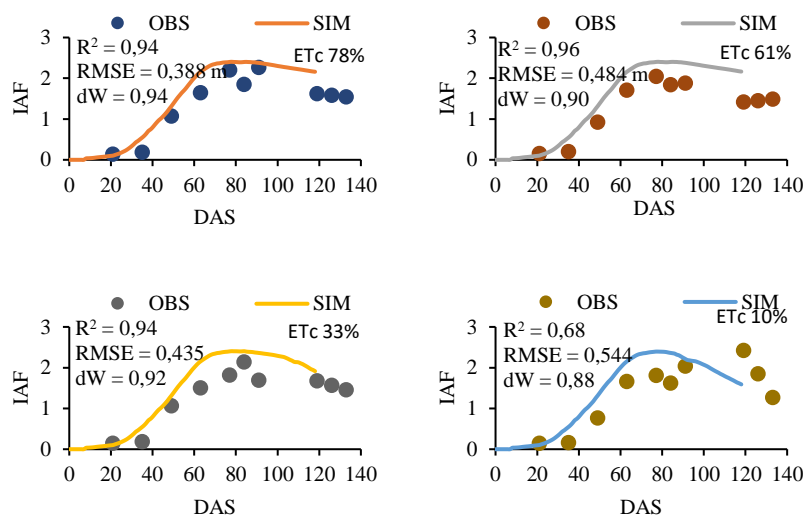 OBS SIM
R² = 0,94
RMSE = 0,388 m
dW = 0,94
ETc 78%
3
2
1
0
IAF
0 20 40 60 80 100 120 140
DAS
OBS SIM
R² = 0,96
RMSE = 0,484 m
dW = 0,90
ETc 61%
3
2
1
0
IAF
0 20 40 60 80 100 120 140
DAS
OBS SIM
R² = 0,94
RMSE = 0,435
dW = 0,92
ETc 33%
3
2
1
0
IAF
0 20 40 60 80 100 120 140
DAS
OBS SIM
R² = 0,68
RMSE = 0,544
dW = 0,88
ETc 10%
3
2
1
0
IAF
0 20 40 60 80 100 120 140
DAS